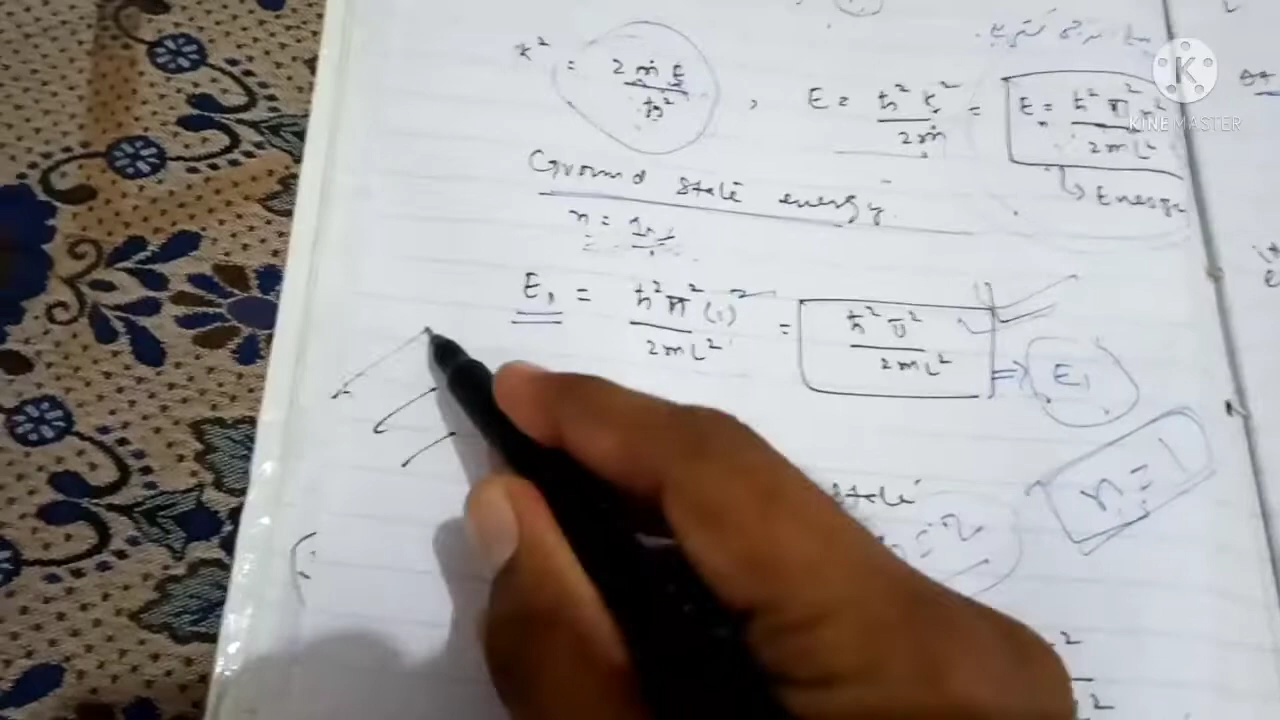 k² = 2mE/ħ² , E = ħ²k²/2m = Eₙ = ħ²π²n²/2mL²
↳ Energy
Ground state energy
n = 1
E₁ = ħ²π²(1)²/2mL² = ħ²π²/2mL² ⇒ E₁
n = 1
state
K
KINEMASTER